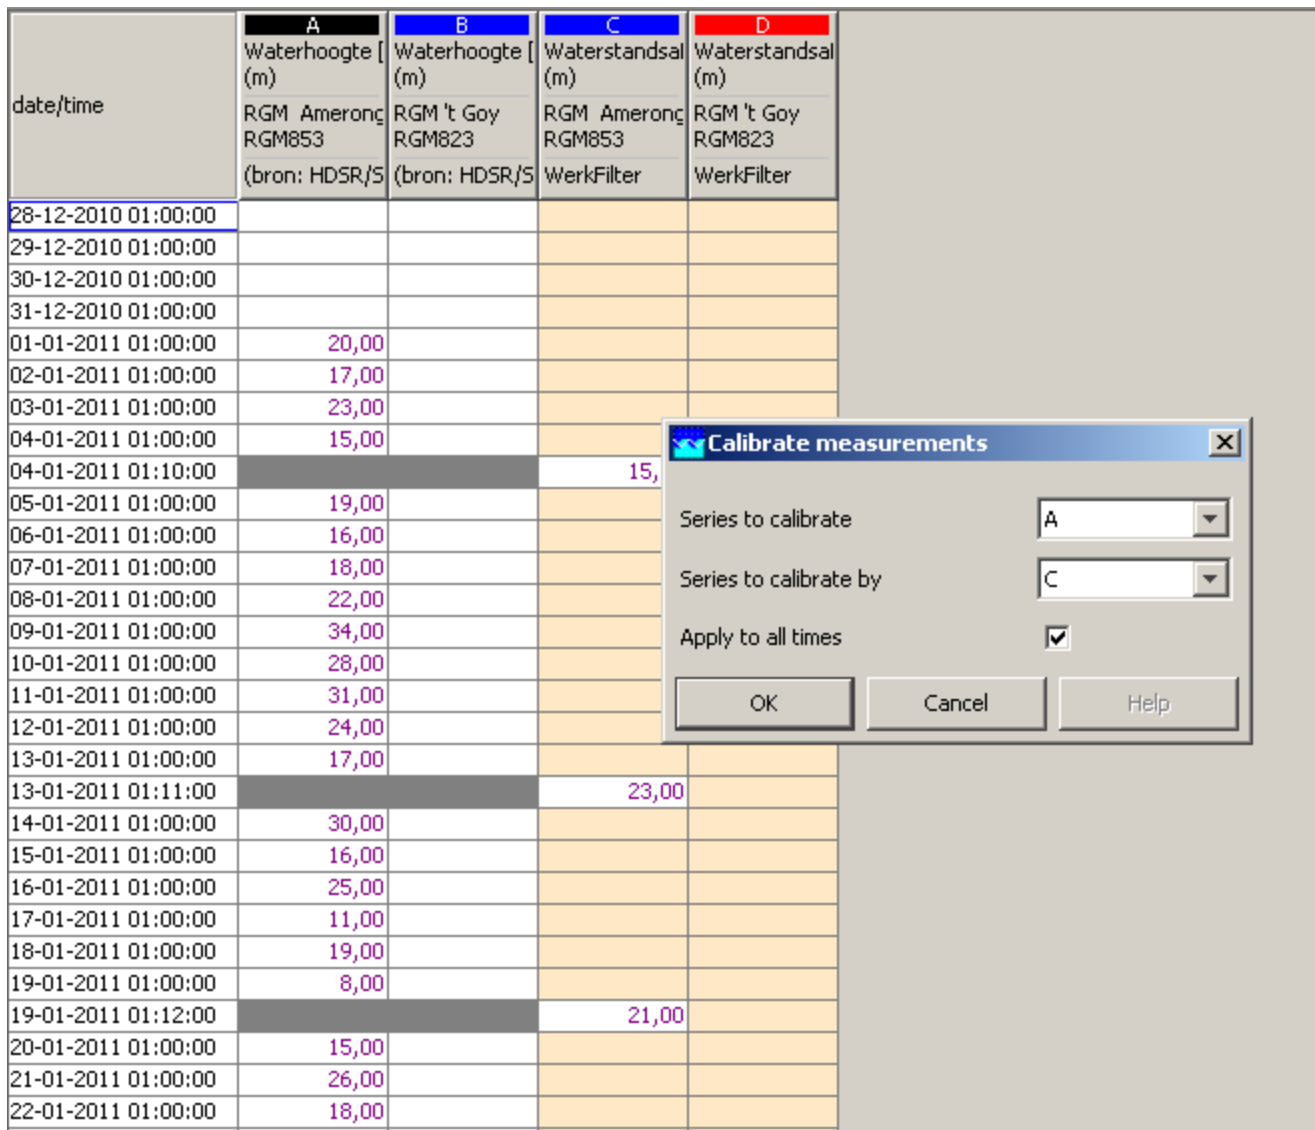 A B C D
Waterhoogte [ Waterhoogte [ Waterstandsal Waterstandsal
(m) (m) (m) (m)
date/time
RGM Amerong RGM 't Goy RGM Amerong RGM 't Goy
RGM853 RGM823 RGM853 RGM823
(bron: HDSR/S (bron: HDSR/S WerkFilter WerkFilter
28-12-2010 01:00:00
29-12-2010 01:00:00
30-12-2010 01:00:00
31-12-2010 01:00:00
01-01-2011 01:00:00 20,00
02-01-2011 01:00:00 17,00
03-01-2011 01:00:00 23,00
04-01-2011 01:00:00 15,00
04-01-2011 01:10:00 15,
05-01-2011 01:00:00 19,00
06-01-2011 01:00:00 16,00
07-01-2011 01:00:00 18,00
08-01-2011 01:00:00 22,00
09-01-2011 01:00:00 34,00
10-01-2011 01:00:00 28,00
11-01-2011 01:00:00 31,00
12-01-2011 01:00:00 24,00
13-01-2011 01:00:00 17,00
13-01-2011 01:11:00 23,00
14-01-2011 01:00:00 30,00
15-01-2011 01:00:00 16,00
16-01-2011 01:00:00 25,00
17-01-2011 01:00:00 11,00
18-01-2011 01:00:00 19,00
19-01-2011 01:00:00 8,00
19-01-2011 01:12:00 21,00
20-01-2011 01:00:00 15,00
21-01-2011 01:00:00 26,00
22-01-2011 01:00:00 18,00
Calibrate measurements
Series to calibrate A
Series to calibrate by C
Apply to all times
OK Cancel Help